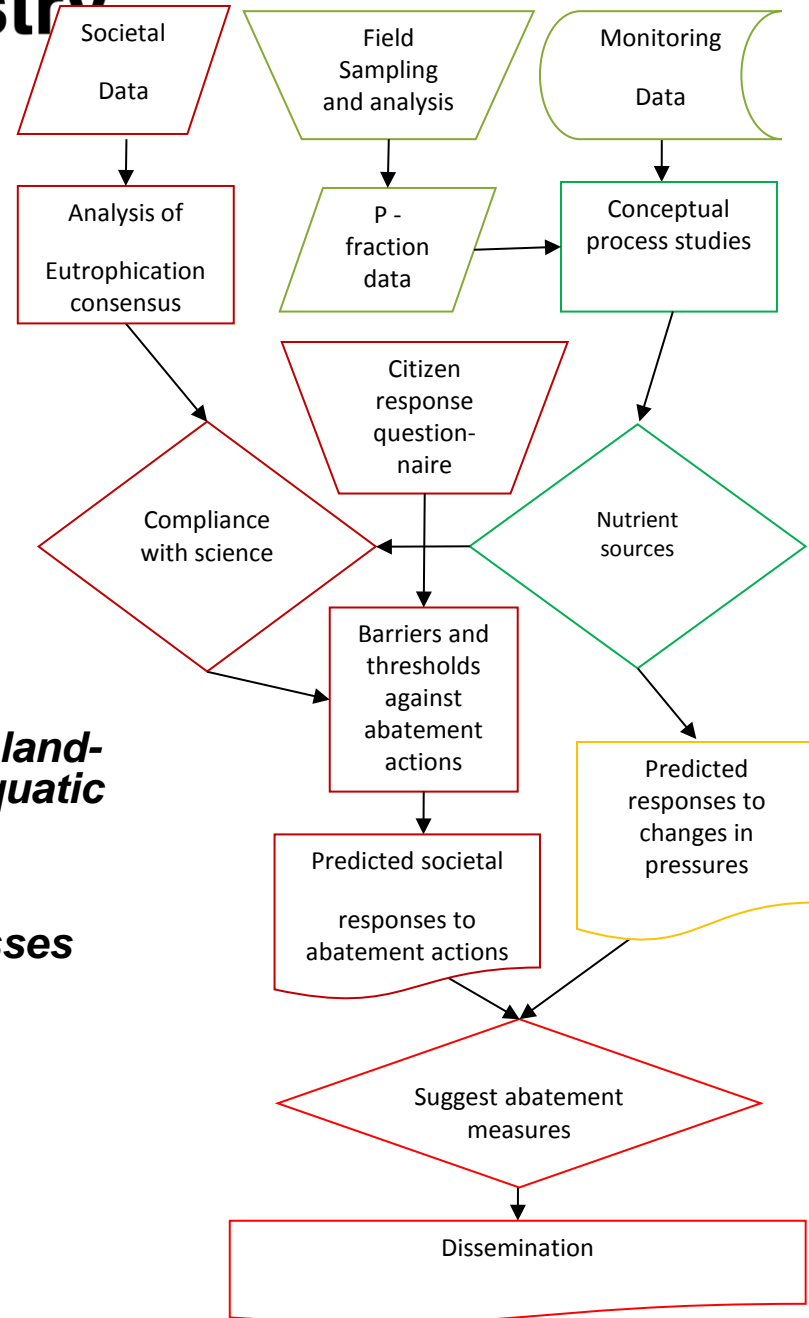 stry
Societal
Data
Field
Sampling
and analysis
Monitoring
Data
Analysis of
Eutrophication
consensus
P -
fraction
data
Conceptual
process studies
Citizen
response
question-
naire
Compliance
with science
Nutrient
sources
Barriers and
thresholds
against
abatement
actions
land-
quatic
sses
Predicted
responses to
changes in
pressures
Predicted societal
responses to
abatement actions
Suggest abatement
measures
Dissemination